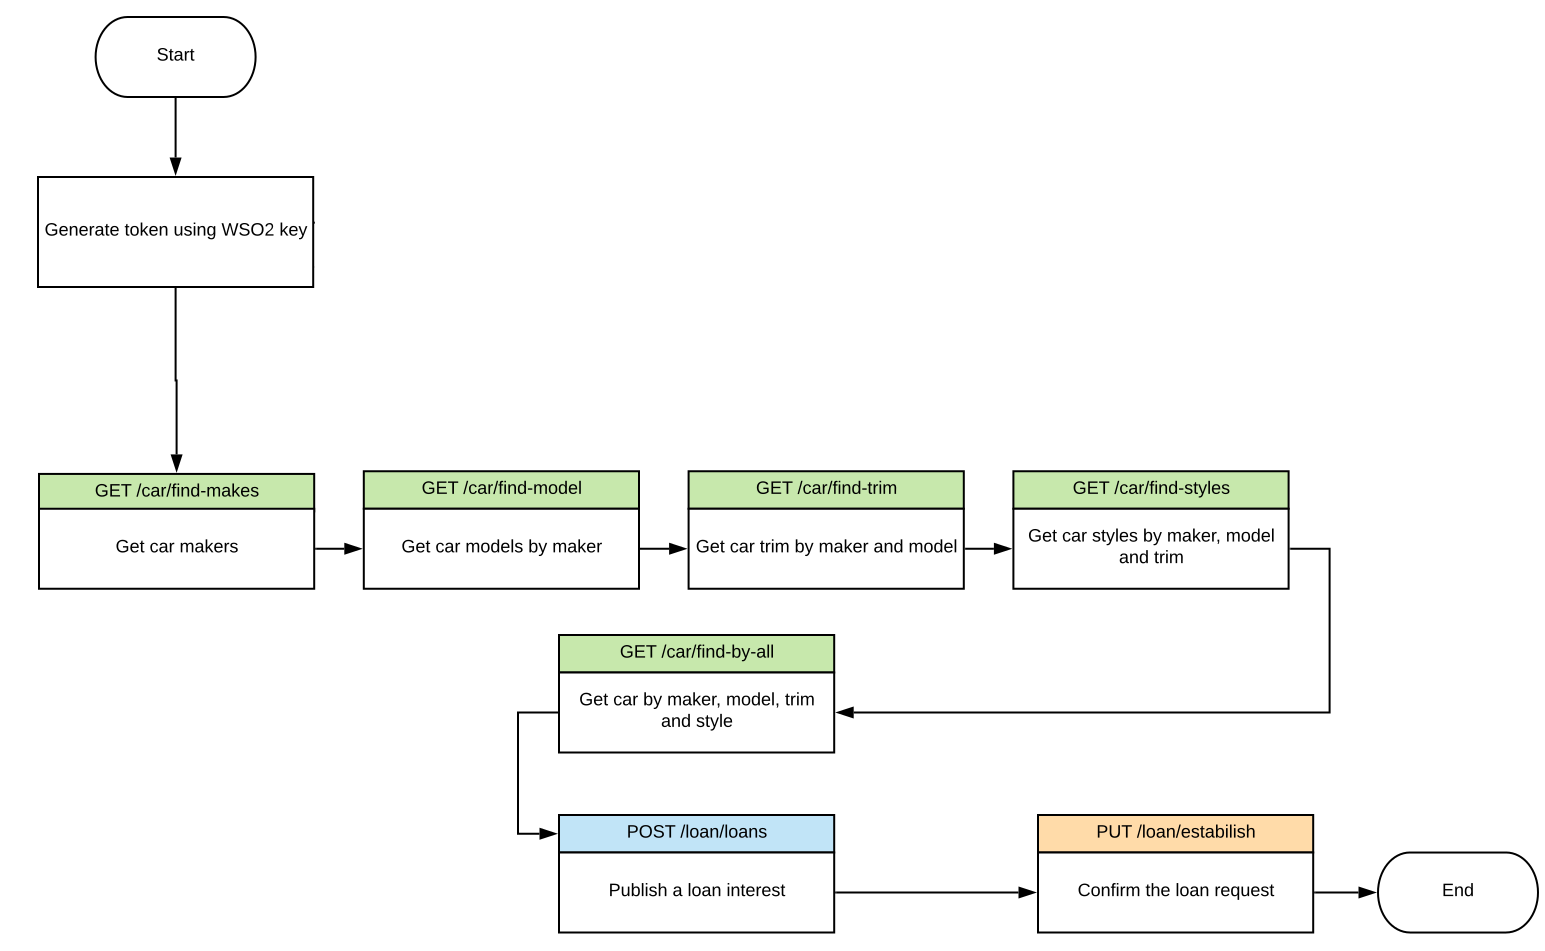 Start
Generate token using WSO2 key
GET /car/find-makes
Get car makers
GET /car/find-model
Get car models by maker
GET /car/find-trim
Get car trim by maker and model
GET /car/find-styles
Get car styles by maker, model
and trim
GET /car/find-by-all
Get car by maker, model, trim
and style
POST /loan/loans
Publish a loan interest
PUT /loan/estabilish
Confirm the loan request
End